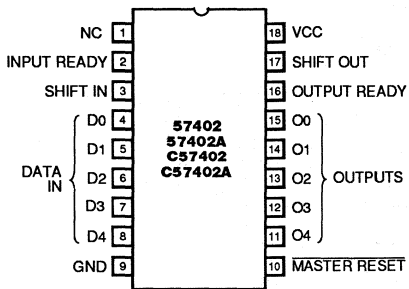 NC 1 18 VCC
INPUT READY 2 17 SHIFT OUT
SHIFT IN 3 16 OUTPUT READY
D0 4 15 O0
D1 5 14 O1
D2 6 13 O2
D3 7 12 O3
D4 8 11 O4
GND 9 10 MASTER RESET
DATA
IN
OUTPUTS
57402
57402A
C57402
C57402A